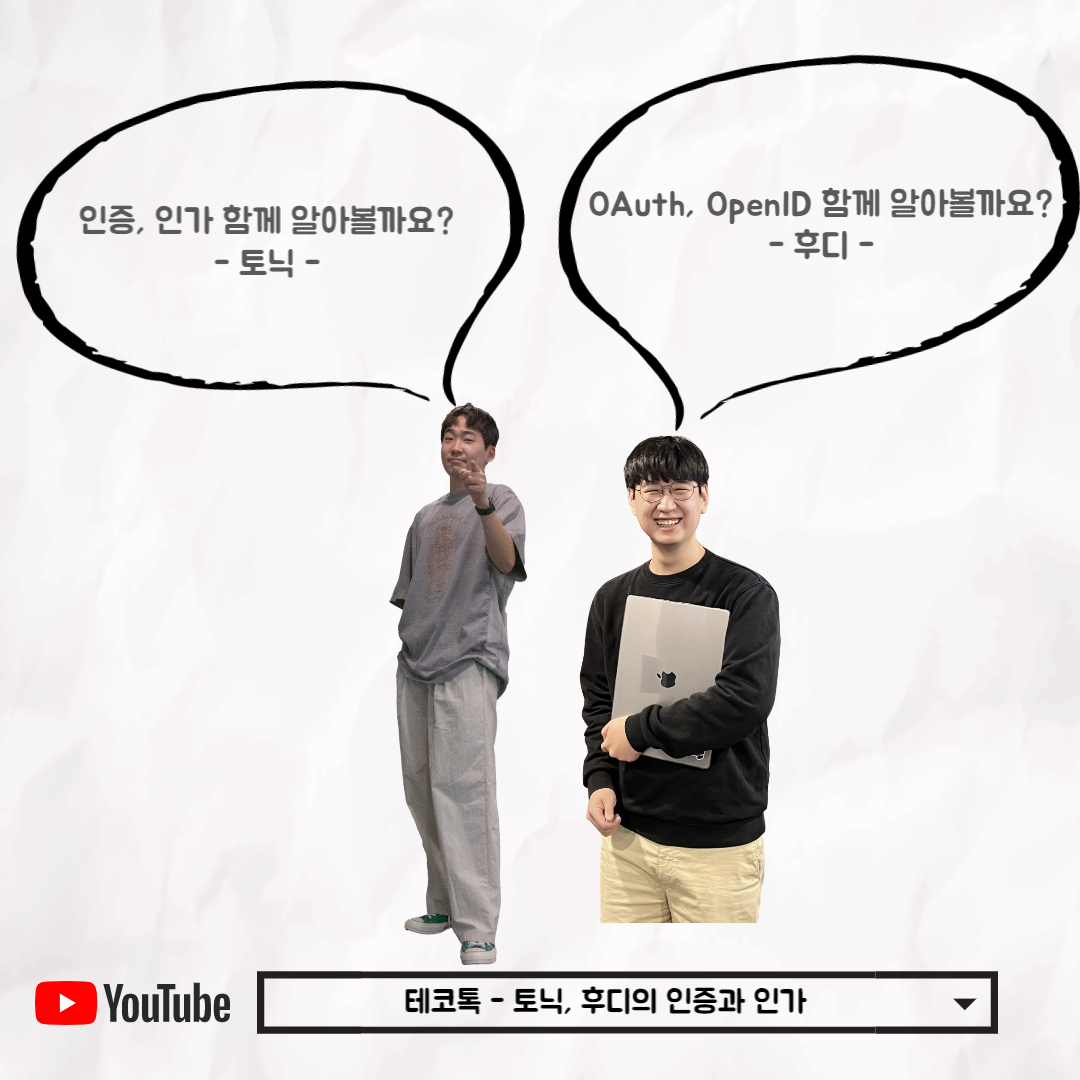 인증, 인가 함께 알아볼까요?
- 토닉 -
OAuth, OpenID 함께 알아볼까요?
- 후디 -
YouTube
테코톡 - 토닉, 후디의 인증과 인가